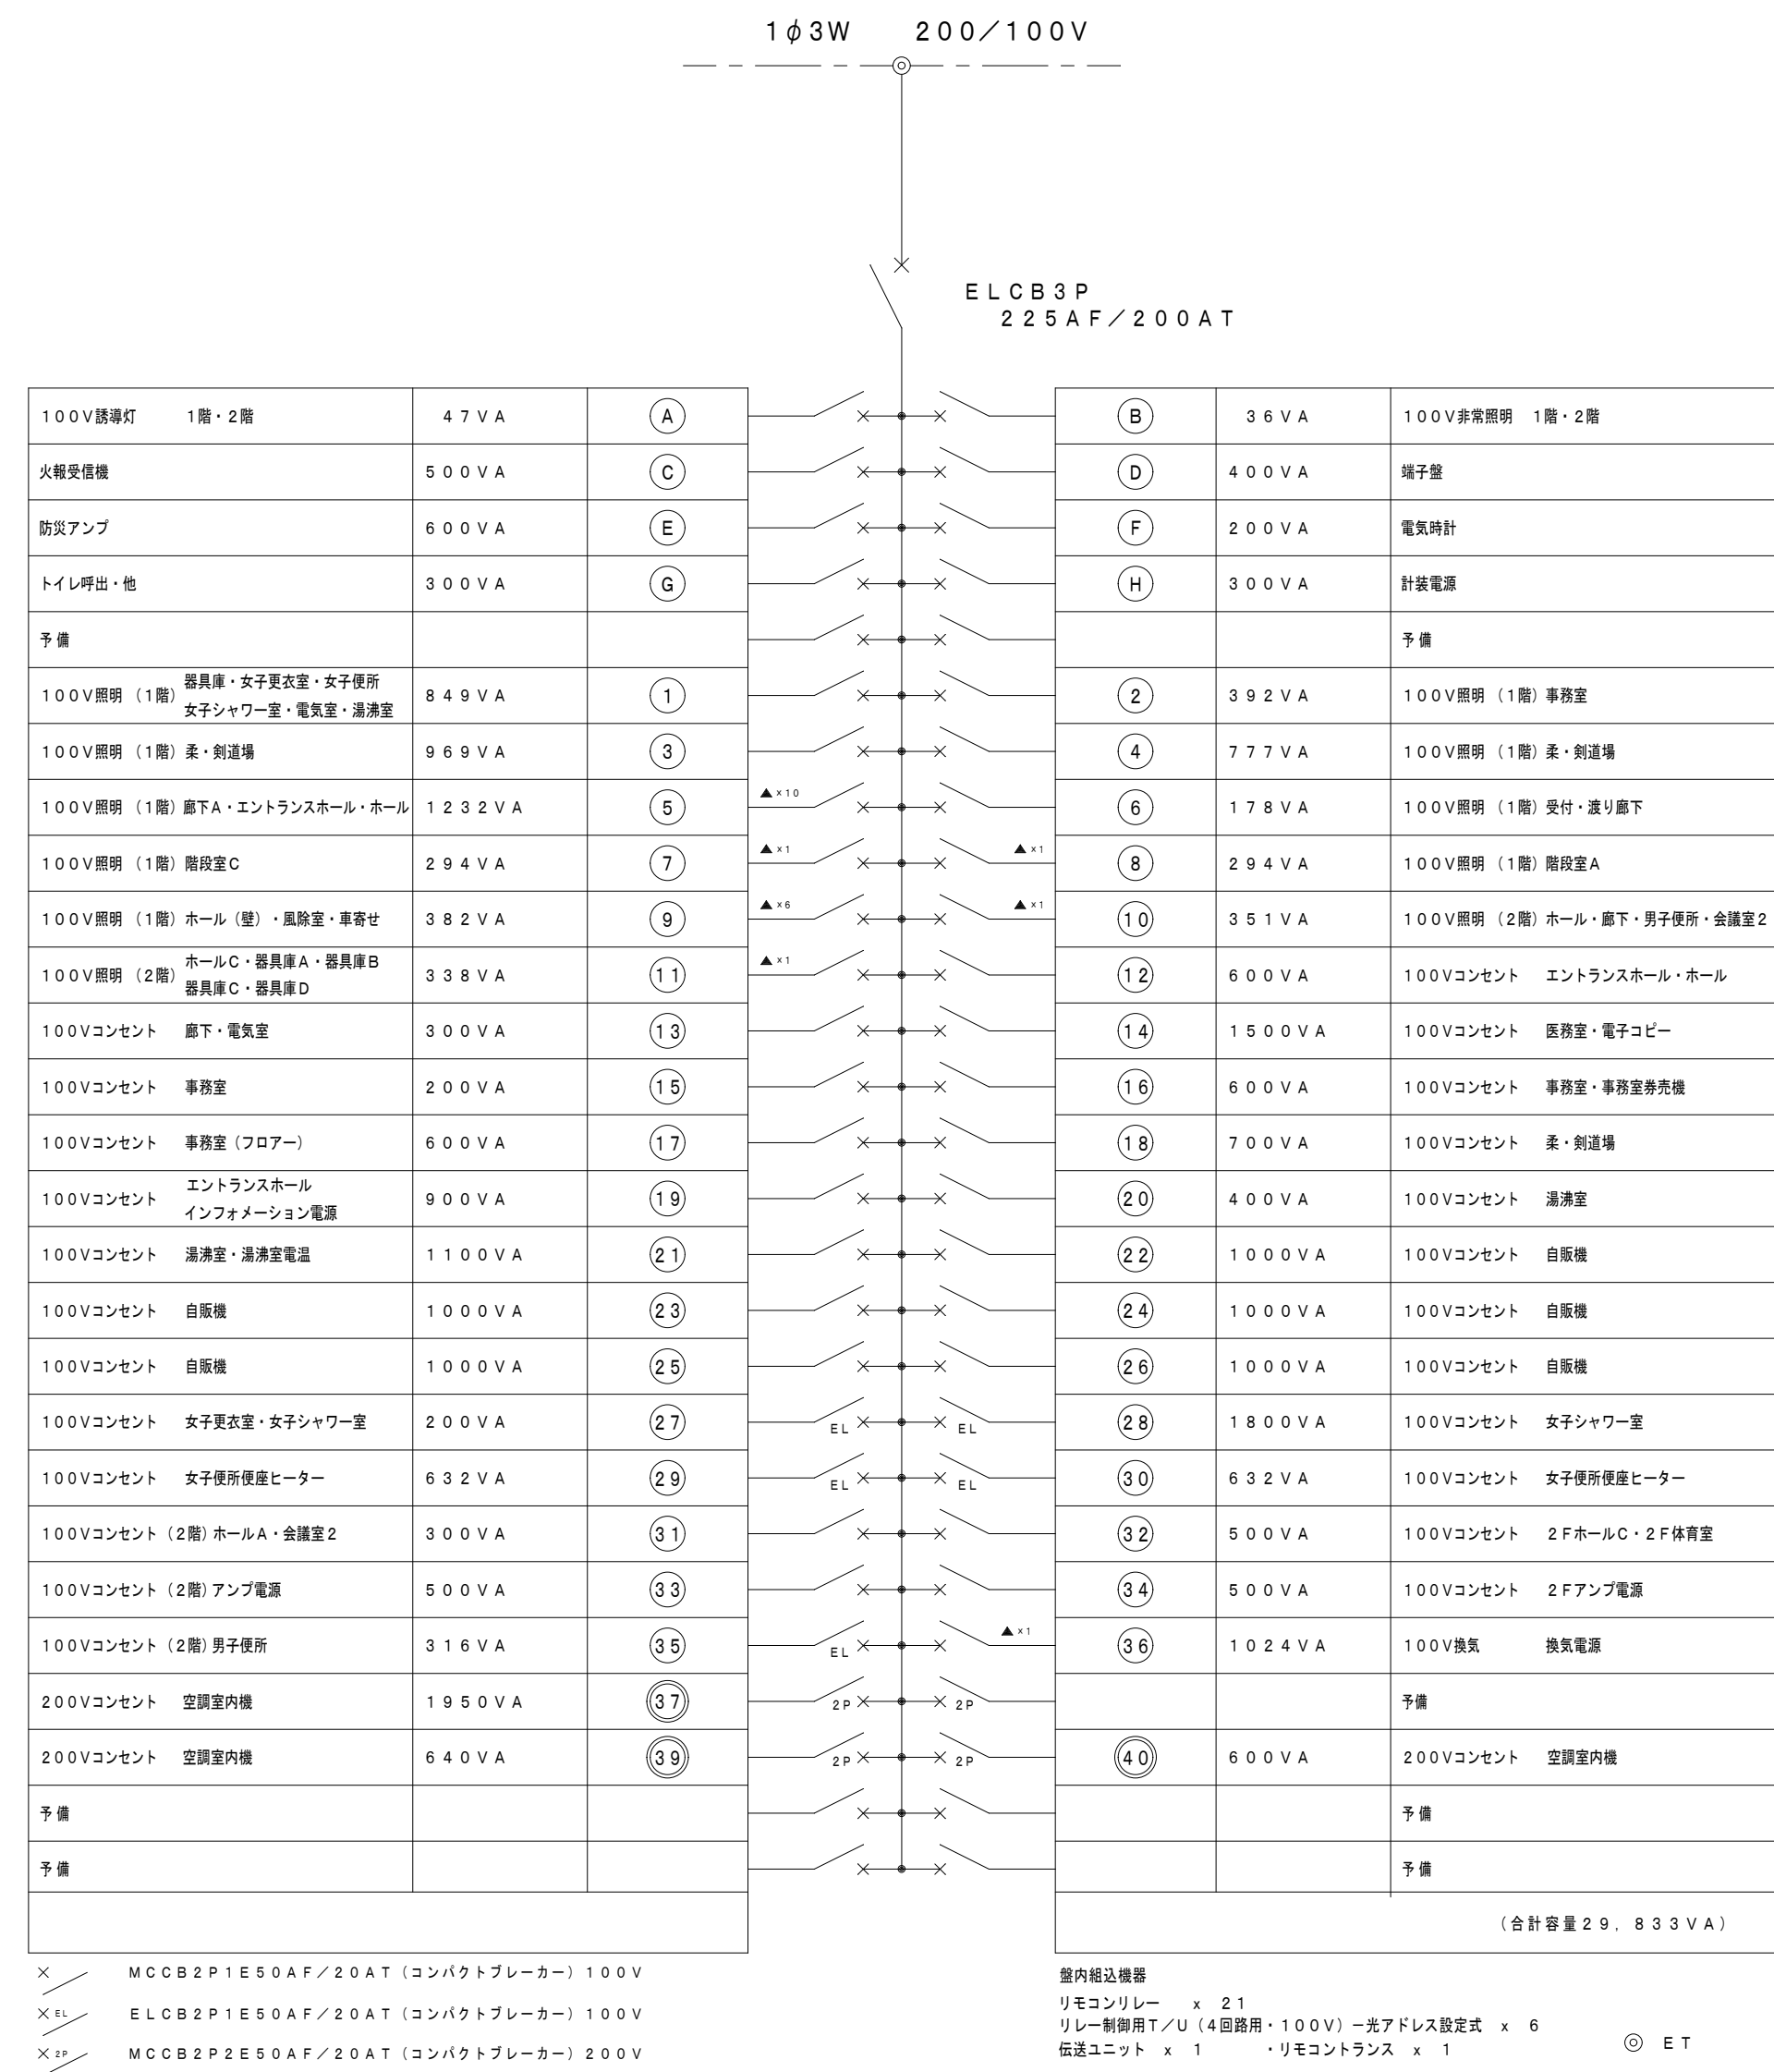 1φ3W 200/100V
ELCB3P
225AF/200AT
100V誘導灯 1階・2階 47VA A B 36VA 100V非常照明 1階・2階
火報受信機 500VA C D 400VA 端子盤
防災アンプ 600VA E F 200VA 電気時計
トイレ呼出・他 300VA G H 300VA 計装電源
予備 予備
100V照明 (1階) 器具庫・女子更衣室・女子便所
女子シャワー室・電気室・湯沸室 849VA 1 2 392VA 100V照明 (1階) 事務室
100V照明 (1階) 柔・剣道場 969VA 3 4 777VA 100V照明 (1階) 柔・剣道場
100V照明 (1階) 廊下A・エントランスホール・ホール 1232VA 5 ▲×10 6 178VA 100V照明 (1階) 受付・渡り廊下
100V照明 (1階) 階段室C 294VA 7 ▲×1 ▲×1 8 294VA 100V照明 (1階) 階段室A
100V照明 (1階) ホール(壁)・風除室・車寄せ 382VA 9 ▲×6 ▲×1 10 351VA 100V照明 (2階) ホール・廊下・男子便所・会議室2
100V照明 (2階) ホールC・器具庫A・器具庫B
器具庫C・器具庫D 338VA 11 ▲×1 12 600VA 100Vコンセント エントランスホール・ホール
100Vコンセント 廊下・電気室 300VA 13 14 1500VA 100Vコンセント 医務室・電子コピー
100Vコンセント 事務室 200VA 15 16 600VA 100Vコンセント 事務室・事務室券売機
100Vコンセント 事務室(フロアー) 600VA 17 18 700VA 100Vコンセント 柔・剣道場
100Vコンセント エントランスホール
インフォメーション電源 900VA 19 20 400VA 100Vコンセント 湯沸室
100Vコンセント 湯沸室・湯沸室電温 1100VA 21 22 1000VA 100Vコンセント 自販機
100Vコンセント 自販機 1000VA 23 24 1000VA 100Vコンセント 自販機
100Vコンセント 自販機 1000VA 25 26 1000VA 100Vコンセント 自販機
100Vコンセント 女子更衣室・女子シャワー室 200VA 27 EL EL 28 1800VA 100Vコンセント 女子シャワー室
100Vコンセント 女子便所便座ヒーター 632VA 29 EL EL 30 632VA 100Vコンセント 女子便所便座ヒーター
100Vコンセント (2階) ホールA・会議室2 300VA 31 32 500VA 100Vコンセント 2FホールC・2F体育室
100Vコンセント (2階) アンプ電源 500VA 33 34 500VA 100Vコンセント 2Fアンプ電源
100Vコンセント (2階) 男子便所 316VA 35 EL ▲×1 36 1024VA 100V換気 換気電源
200Vコンセント 空調室内機 1950VA 37 2P 2P 予備
200Vコンセント 空調室内機 640VA 39 2P 2P 40 600VA 200Vコンセント 空調室内機
予備 予備
予備 予備
(合計容量29,833VA)
MCCB2P1E50AF/20AT(コンパクトブレーカー)100V
EL ELCB2P1E50AF/20AT(コンパクトブレーカー)100V
2P MCCB2P2E50AF/20AT(コンパクトブレーカー)200V
盤内組込機器
リモコンリレー x 21
リレー制御用T/U(4回路用・100V)ー光アドレス設定式 x 6
伝送ユニット x 1 ・リモコントランス x 1
◎ ET